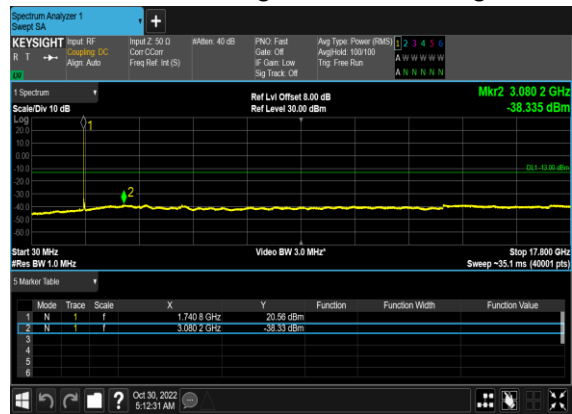 Spectrum Analyzer 1
Swept SA
+
KEYSIGHT Input: RF Input Z: 50 Ω #Atten: 40 dB PNO: Fast Avg Type: Power (RMS) 1 2 3 4 5 6
R T Coupling: DC Corr CCorr Gate: Off Avg|Hold: 100/100 A W W W W W
Align: Auto Freq Ref: Int (S) IF Gain: Low Trig: Free Run
LW Sig Track: Off A N N N N N
1 Spectrum Ref Lvl Offset 8.00 dB Mkr2 3.080 2 GHz
Scale/Div 10 dB Ref Level 30.00 dBm -38.335 dBm
Log
1
20.0
10.0
0.00
-10.0 DL1 -13.00 dBm
-20.0
-30.0 2
-40.0
-50.0
-60.0
Start 30 MHz Video BW 3.0 MHz* Stop 17.800 GHz
#Res BW 1.0 MHz Sweep ~35.1 ms (40001 pts)
5 Marker Table
Mode Trace Scale X Y Function Function Width Function Value
1 N 1 f 1.740 8 GHz 20.56 dBm
2 N 1 f 3.080 2 GHz -38.33 dBm
3
4
5
6
? Oct 30, 2022
5:12:31 AM